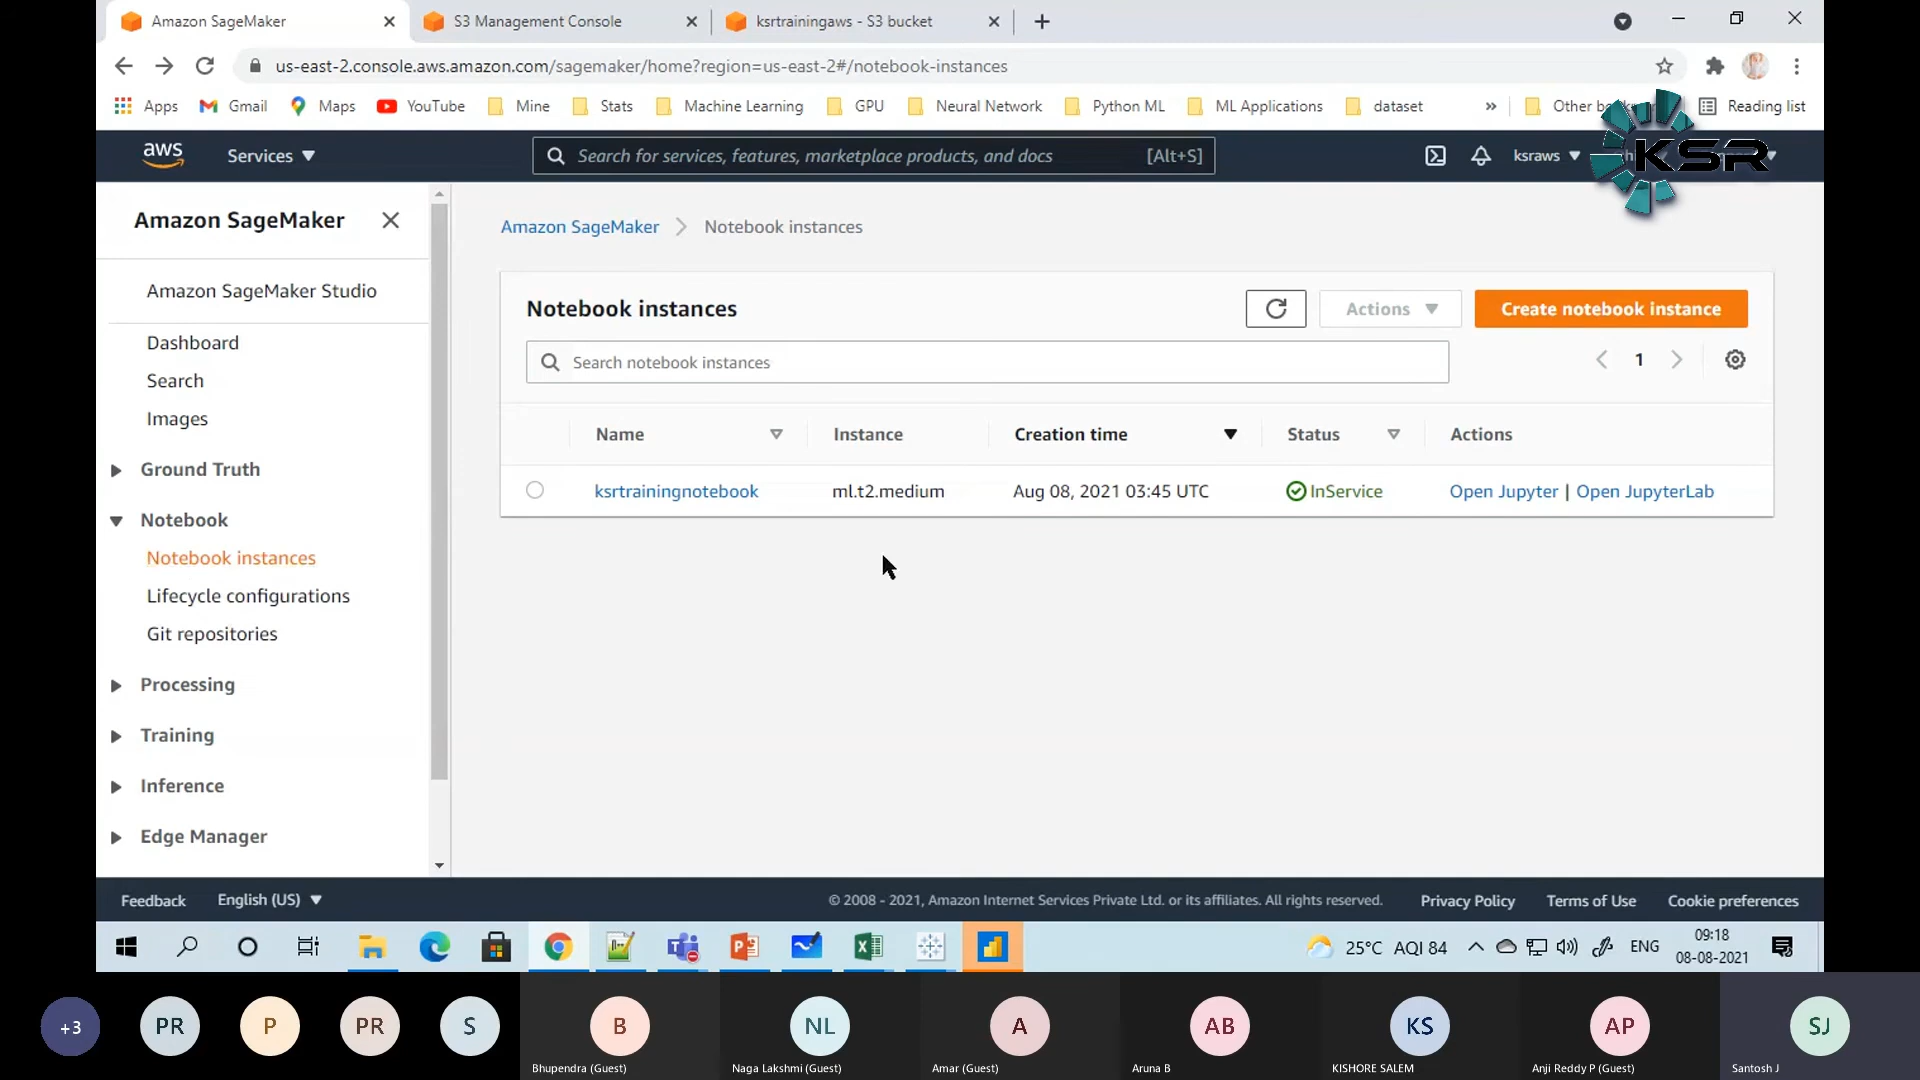 Amazon SageMaker
S3 Management Console
ksrtrainingaws - S3 bucket
us-east-2.console.aws.amazon.com/sagemaker/home?region=us-east-2#/notebook-instances
Apps
Gmail
Maps
YouTube
Mine
Stats
Machine Learning
GPU
Neural Network
Python ML
ML Applications
dataset
»
Other
Reading list
aws
Services
Search for services, features, marketplace products, and docs
[Alt+S]
ksraws
KSR
Amazon SageMaker
Amazon SageMaker Studio
Dashboard
Search
Images
Ground Truth
Notebook
Notebook instances
Lifecycle configurations
Git repositories
Processing
Training
Inference
Edge Manager
Amazon SageMaker > Notebook instances
Notebook instances
Actions
Create notebook instance
Search notebook instances
1
Name Instance Creation time Status Actions
ksrtrainingnotebook ml.t2.medium Aug 08, 2021 03:45 UTC InService Open Jupyter | Open JupyterLab
Feedback
English (US)
© 2008 - 2021, Amazon Internet Services Private Ltd. or its affiliates. All rights reserved.
Privacy Policy
Terms of Use
Cookie preferences
25°C AQI 84
ENG
09:18
08-08-2021
+3
PR
P
PR
S
B
NL
A
AB
KS
AP
SJ
Bhupendra (Guest)
Naga Lakshmi (Guest)
Amar (Guest)
Aruna B
KISHORE SALEM
Anji Reddy P (Guest)
Santosh J